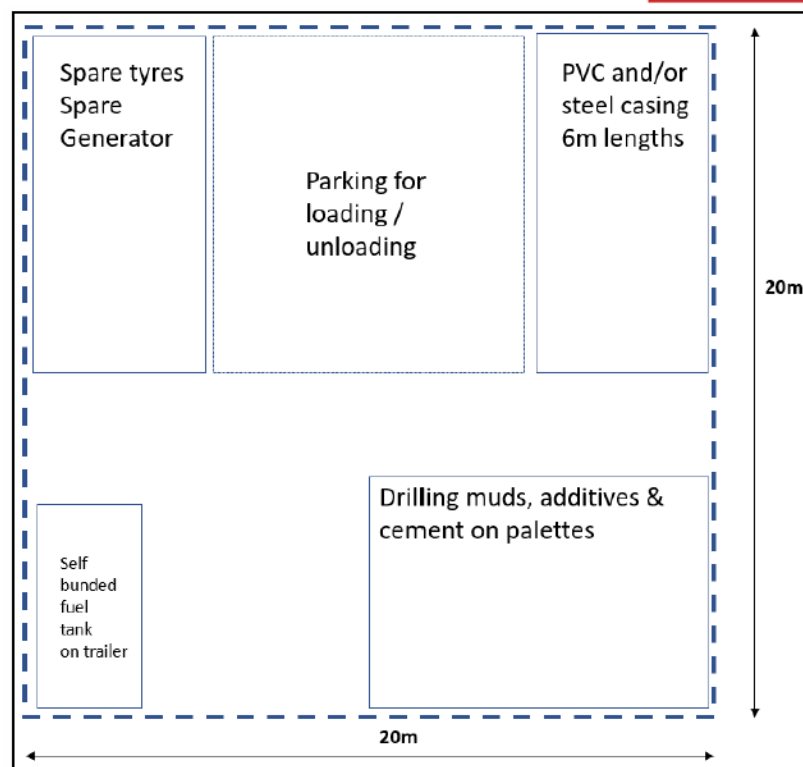 Spare tyres
Spare
Generator
Parking for
loading /
unloading
PVC and/or
steel casing
6m lengths
20m
Self
bunded
fuel
tank
on trailer
Drilling muds, additives &
cement on palettes
20m